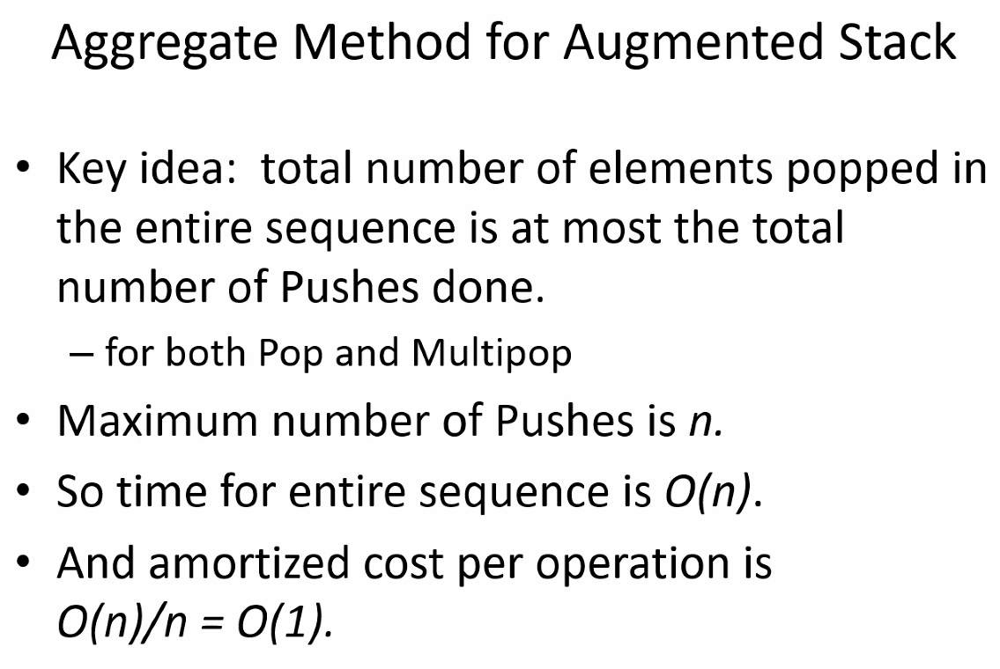 Aggregate Method for Augmented Stack
• Key idea:  total number of elements popped in
the entire sequence is at most the total
number of Pushes done.
– for both Pop and Multipop
• Maximum number of Pushes is n.
• So time for entire sequence is O(n).
• And amortized cost per operation is
O(n)/n = O(1).